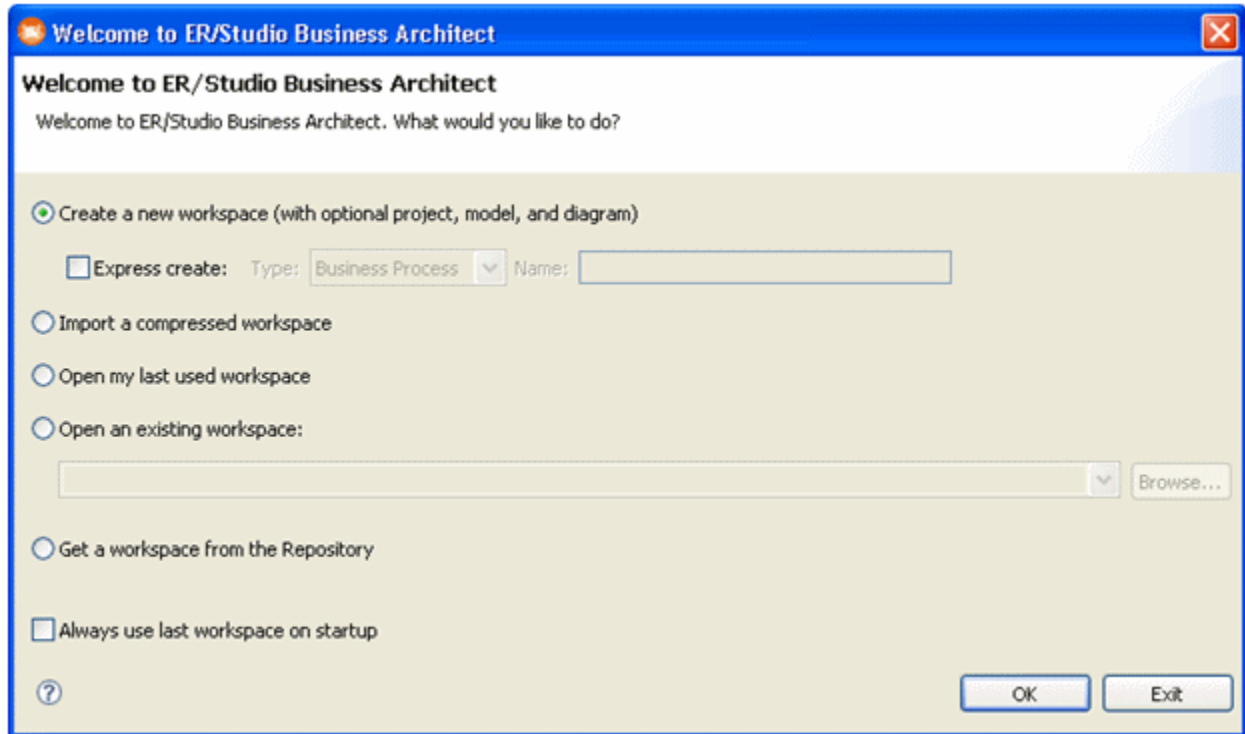 Welcome to ER/Studio Business Architect
Welcome to ER/Studio Business Architect
Welcome to ER/Studio Business Architect. What would you like to do?
Create a new workspace (with optional project, model, and diagram)
Express create: Type: Business Process Name:
Import a compressed workspace
Open my last used workspace
Open an existing workspace:
Browse...
Get a workspace from the Repository
Always use last workspace on startup
? OK Exit